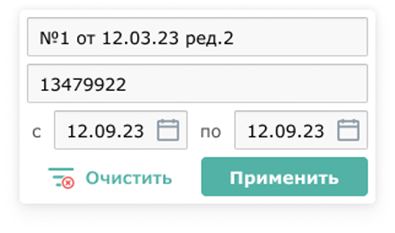 №1 от 12.03.23 ред.2
13479922
с 12.09.23 по 12.09.23
Очистить Применить